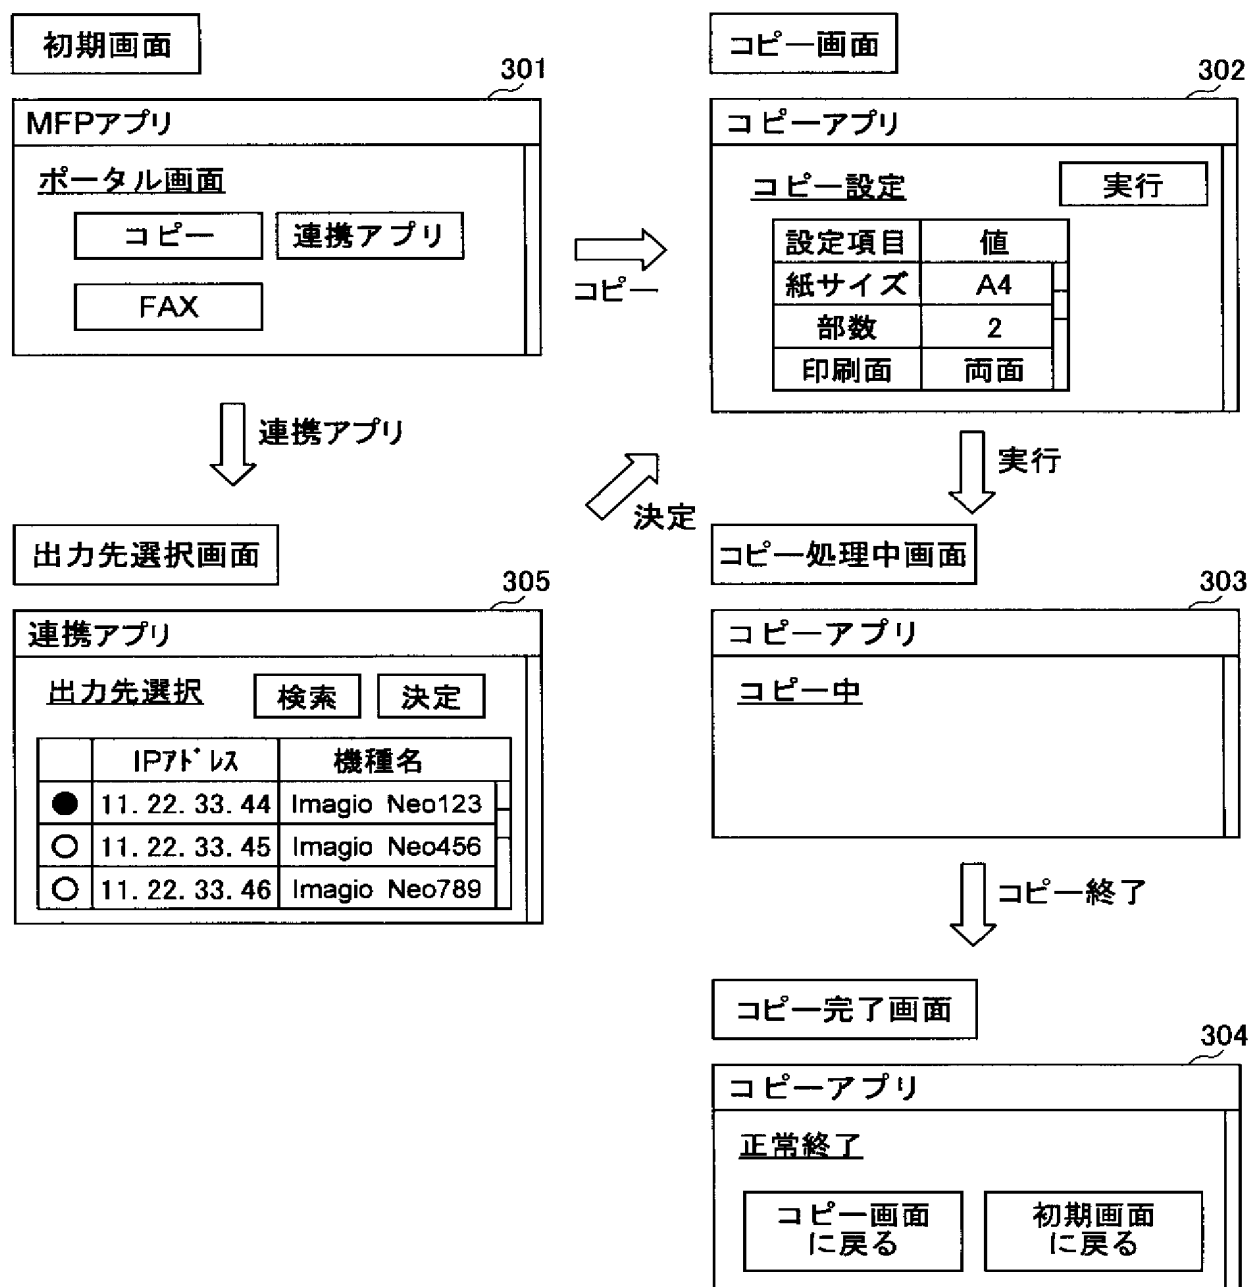 初期画面
301
MFPアプリ
ポータル画面
コピー 連携アプリ
FAX
コピー
連携アプリ
コピー画面
302
コピーアプリ
コピー設定 実行
設定項目 値
紙サイズ A4
部数 2
印刷面 両面
実行
出力先選択画面
305
連携アプリ
出力先選択 検索 決定
IPｱﾄﾞﾚｽ 機種名
11. 22. 33. 44 Imagio Neo123
11. 22. 33. 45 Imagio Neo456
11. 22. 33. 46 Imagio Neo789
決定
コピー処理中画面
303
コピーアプリ
コピー中
コピー終了
コピー完了画面
304
コピーアプリ
正常終了
コピー画面
に戻る
初期画面
に戻る